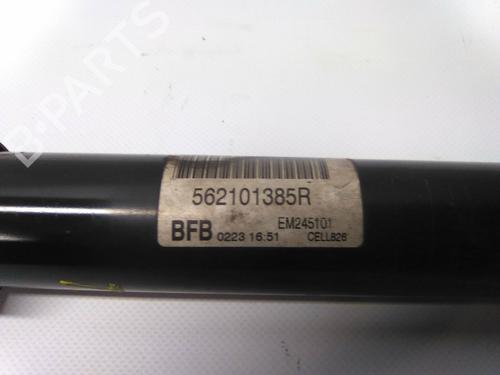 B-PARTS
562101385R
BFB 0223 16:51 EM245101
CELL826